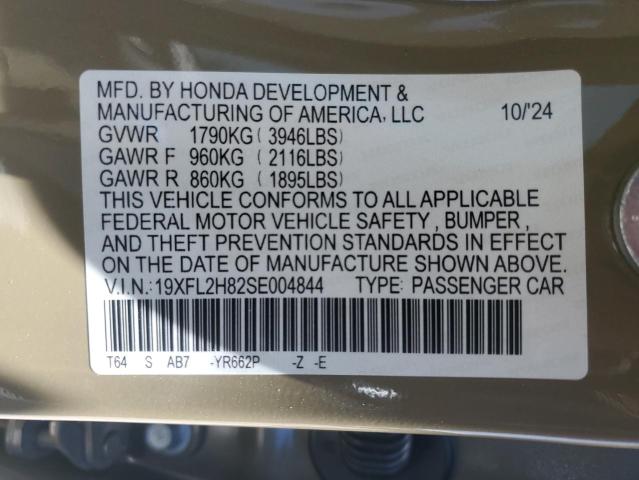 MFD. BY HONDA DEVELOPMENT &
MANUFACTURING OF AMERICA, LLC 10/'24
GVWR 1790KG ( 3946LBS)
GAWR F 960KG ( 2116LBS)
GAWR R 860KG ( 1895LBS)
THIS VEHICLE CONFORMS TO ALL APPLICABLE
FEDERAL MOTOR VEHICLE SAFETY , BUMPER ,
AND THEFT PREVENTION STANDARDS IN EFFECT
ON THE DATE OF MANUFACTURE SHOWN ABOVE.
V.I.N.:19XFL2H82SE004844 TYPE: PASSENGER CAR
T64 S AB7 -YR662P -Z -E